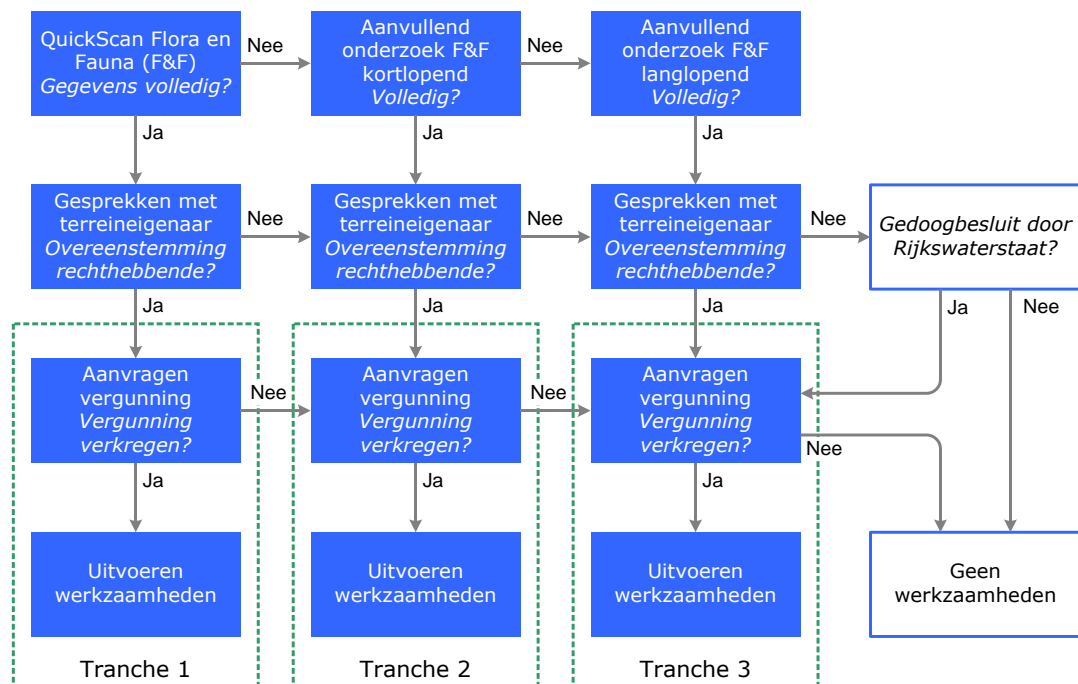 QuickScan Flora en
Fauna (F&F)
Gegevens volledig?
Nee
Aanvullend
onderzoek F&F
kortlopend
Volledig?
Nee
Aanvullend
onderzoek F&F
langlopend
Volledig?
Ja
Ja
Ja
Gesprekken met
terreineigenaar
Overeenstemming
rechthebbende?
Nee
Gesprekken met
terreineigenaar
Overeenstemming
rechthebbende?
Nee
Gesprekken met
terreineigenaar
Overeenstemming
rechthebbende?
Nee
Gedoogbesluit door
Rijkswaterstaat?
Ja
Ja
Ja
Ja
Nee
Aanvragen
vergunning
Vergunning
verkregen?
Nee
Aanvragen
vergunning
Vergunning
verkregen?
Nee
Aanvragen
vergunning
Vergunning
verkregen?
Nee
Ja
Ja
Ja
Uitvoeren
werkzaamheden
Uitvoeren
werkzaamheden
Uitvoeren
werkzaamheden
Geen
werkzaamheden
Tranche 1
Tranche 2
Tranche 3